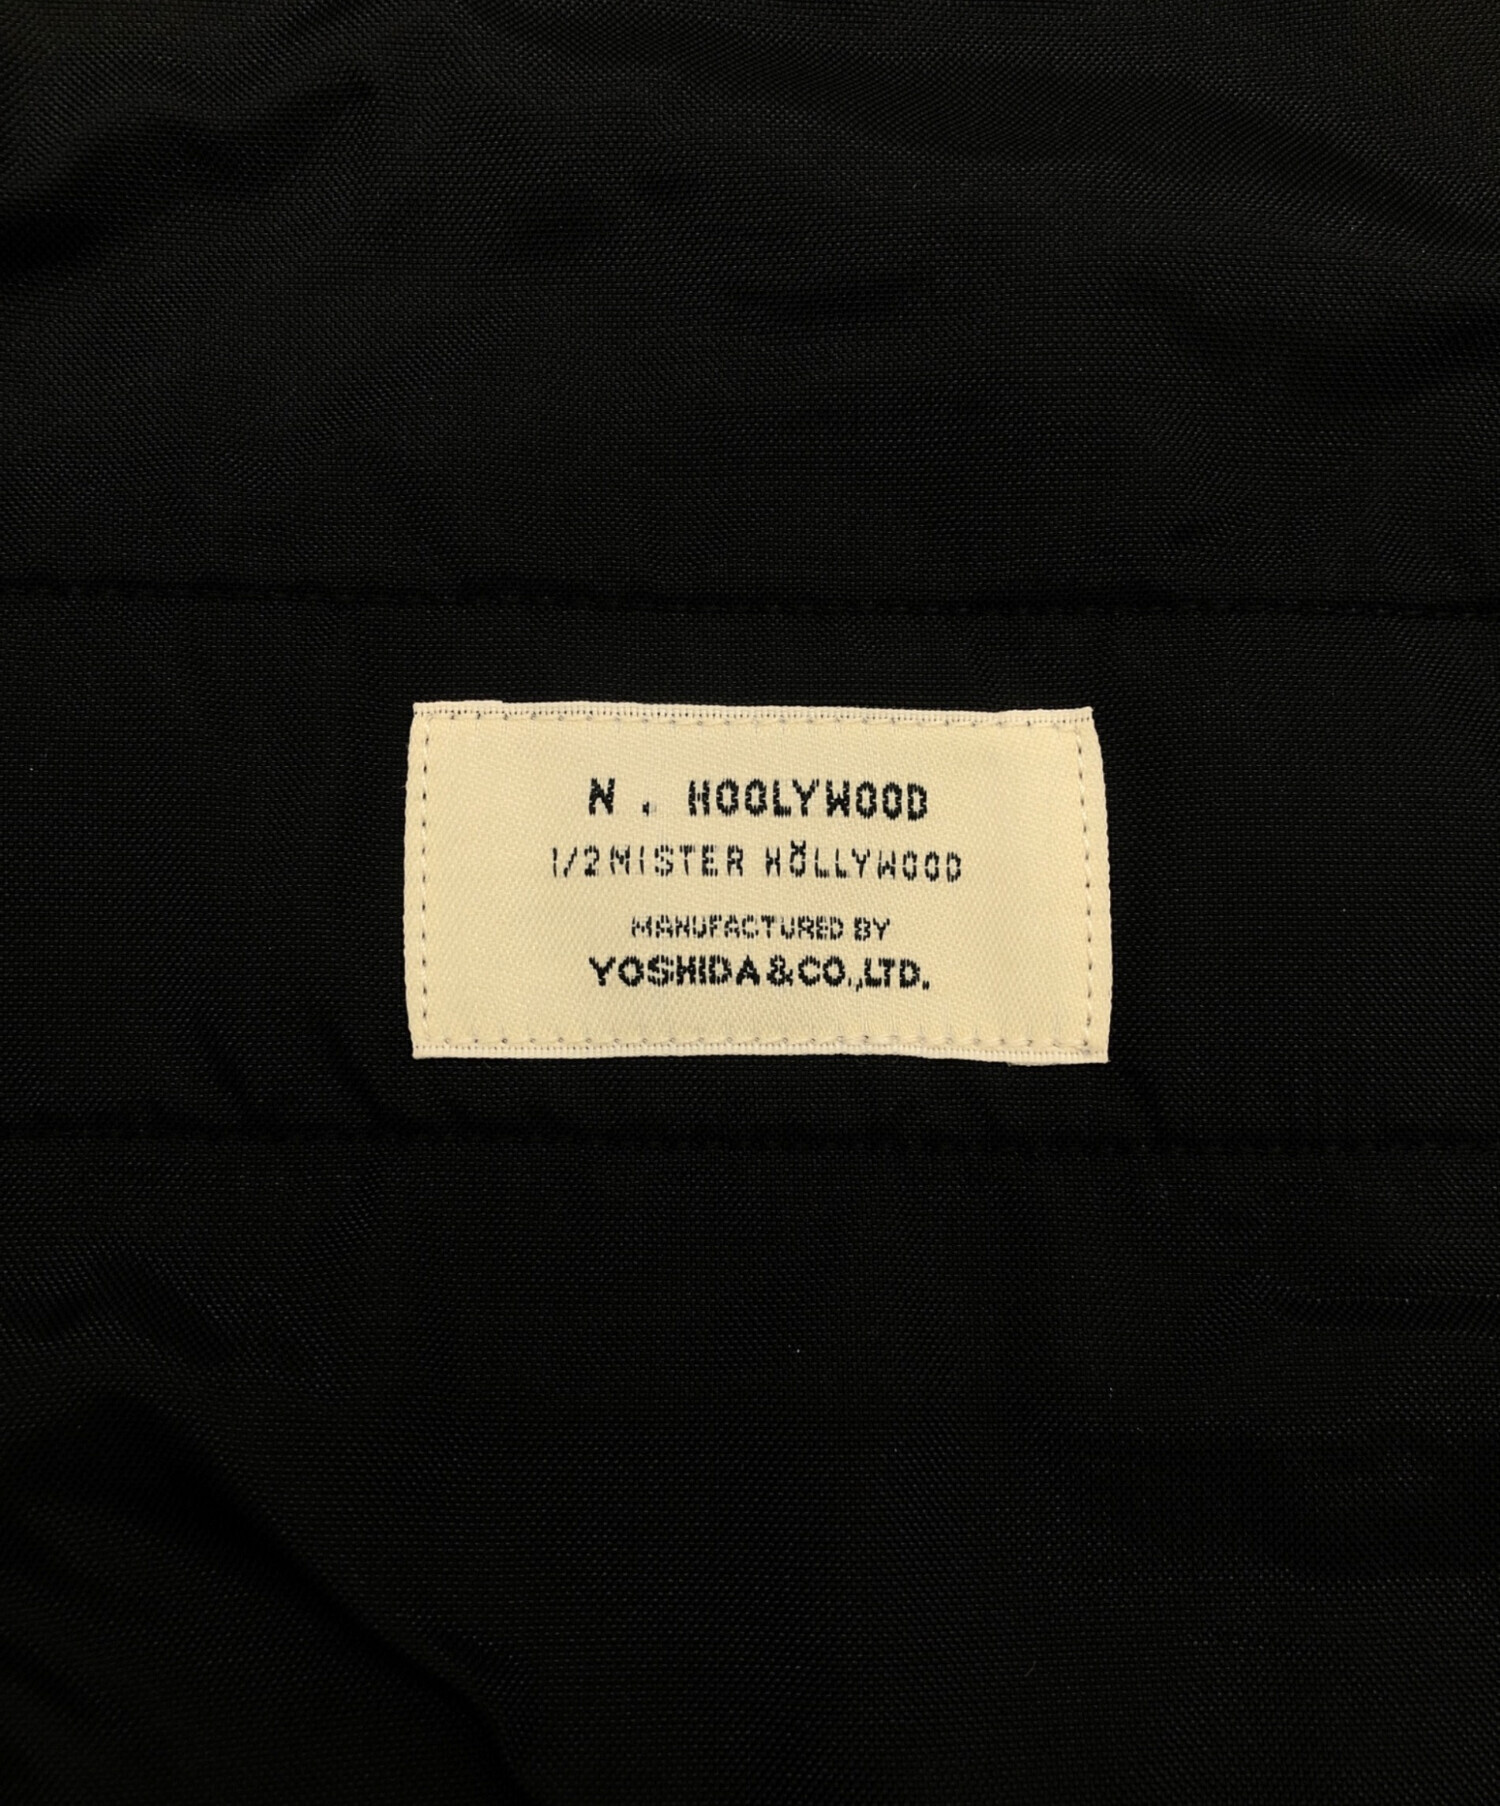 N. HOOLYWOOD
1/2 MISTER HÖLLYWOOD
MANUFACTURED BY
YOSHIDA & CO.,LTD.